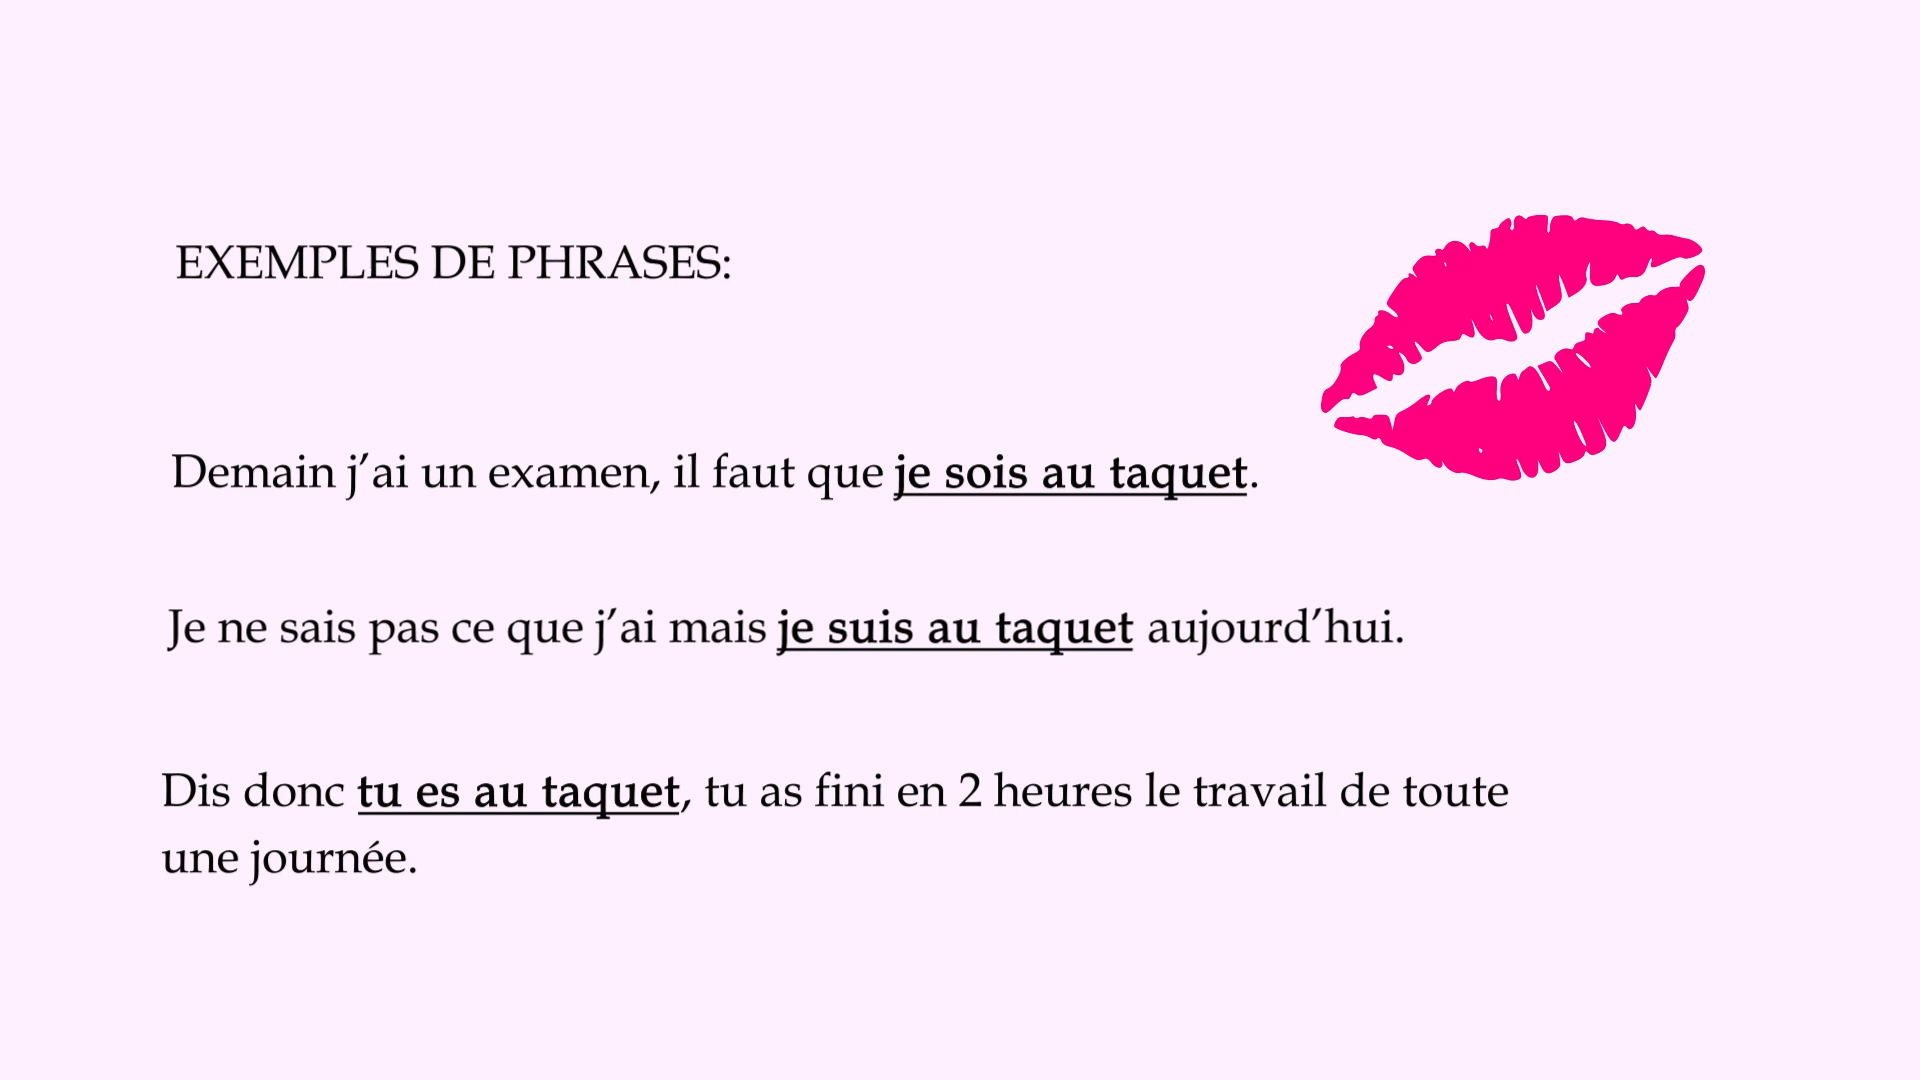 EXEMPLES DE PHRASES:
Demain j’ai un examen, il faut que je sois au taquet.
Je ne sais pas ce que j’ai mais je suis au taquet aujourd’hui.
Dis donc tu es au taquet, tu as fini en 2 heures le travail de toute
une journée.